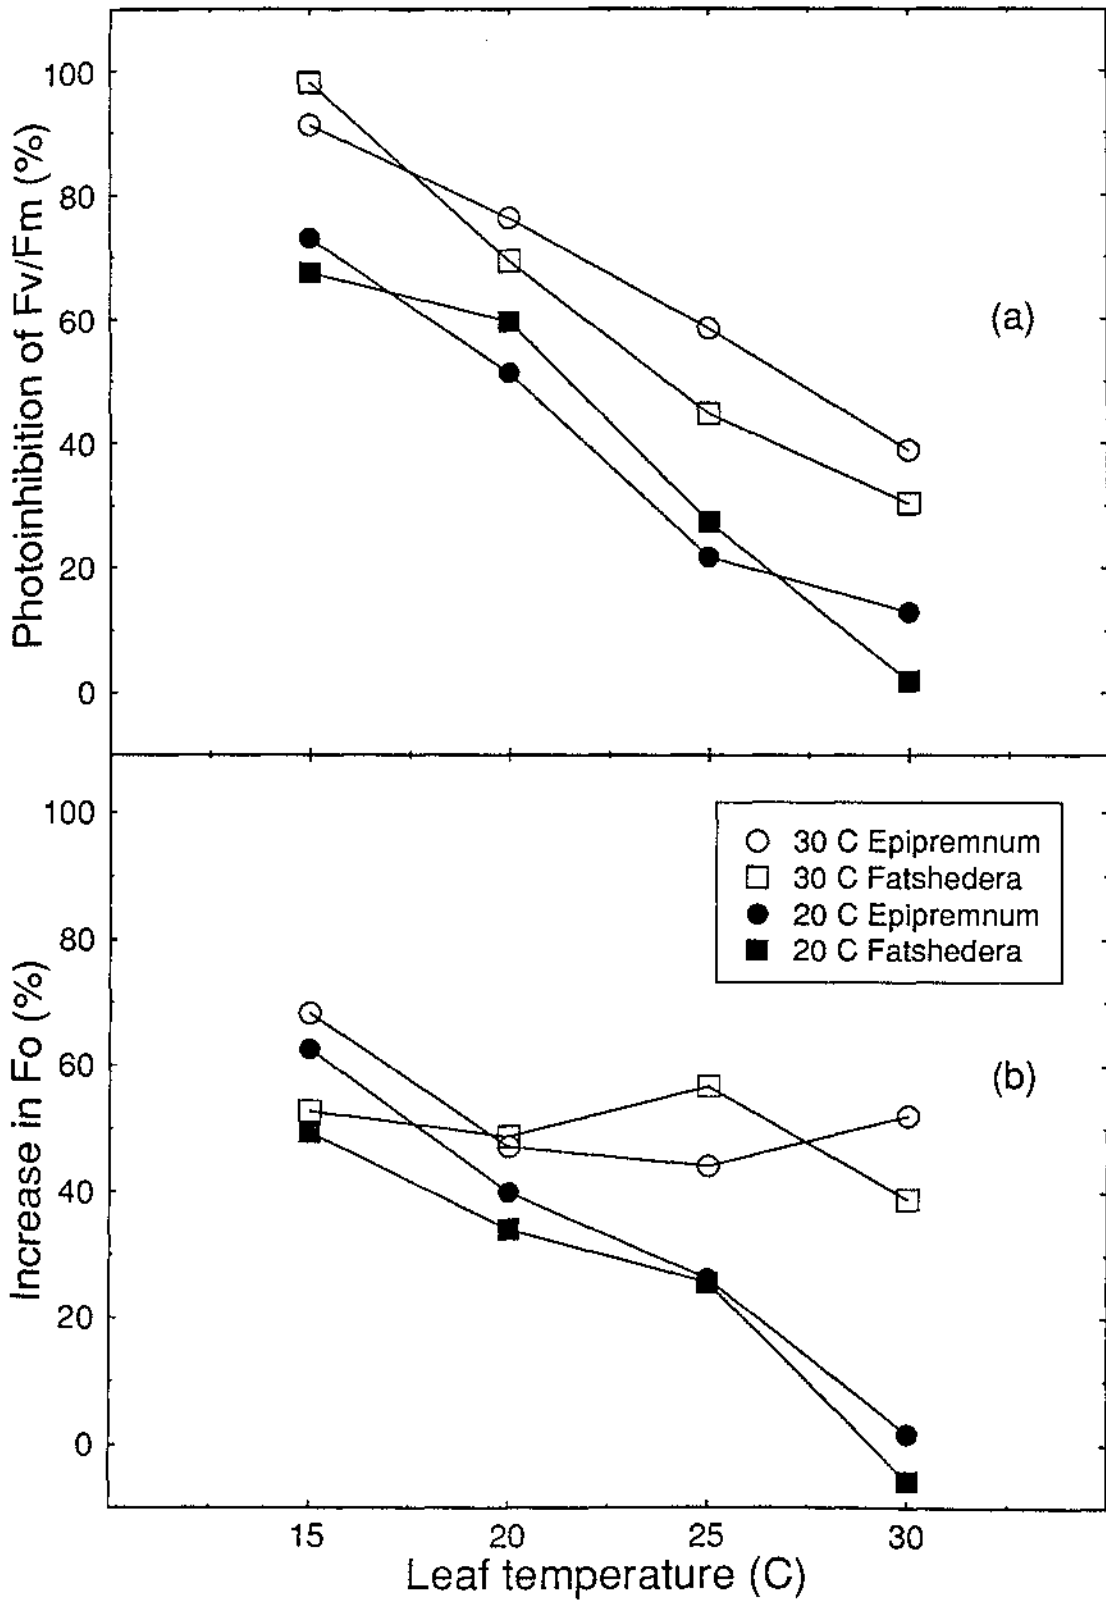 Photoinhibition of Fv/Fm (%)
100
80
60
40
20
0
(a)
Increase in Fo (%)
100
80
60
40
20
0
30 C Epipremnum
30 C Fatshedera
20 C Epipremnum
20 C Fatshedera
(b)
15 20 25 30
Leaf temperature (C)